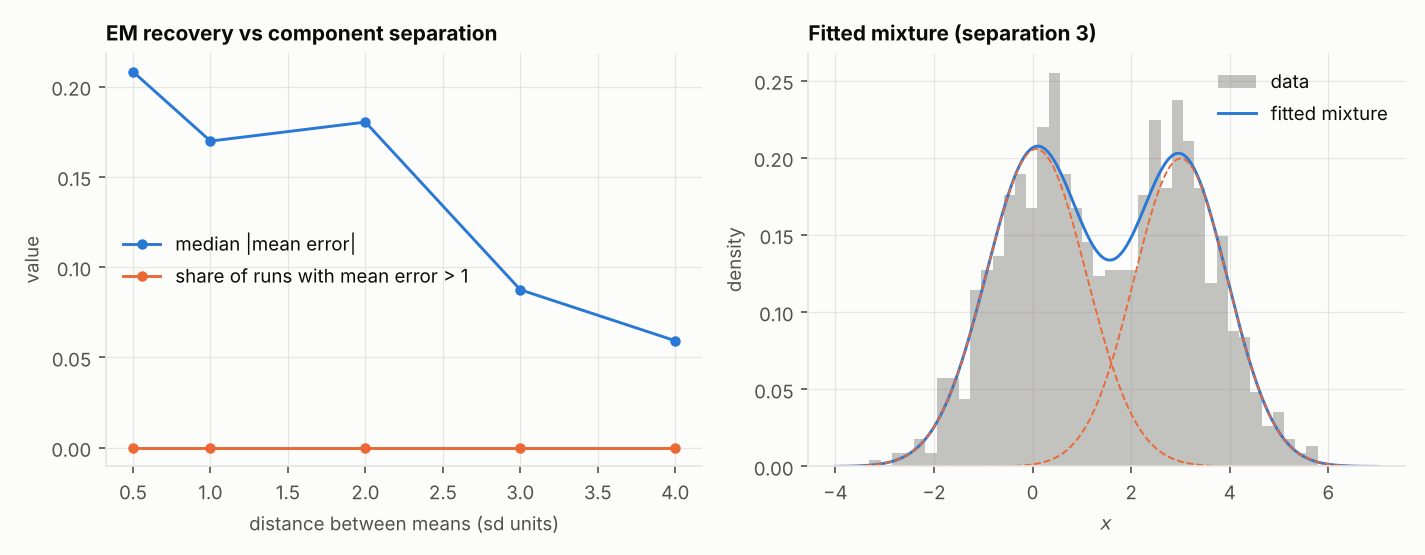 EM recovery vs component separation
value
0.20
0.15
0.10
0.05
0.00
median |mean error|
share of runs with mean error > 1
0.5 1.0 1.5 2.0 2.5 3.0 3.5 4.0
distance between means (sd units)
Fitted mixture (separation 3)
density
0.25
0.20
0.15
0.10
0.05
0.00
data
fitted mixture
−4 −2 0 2 4 6
x